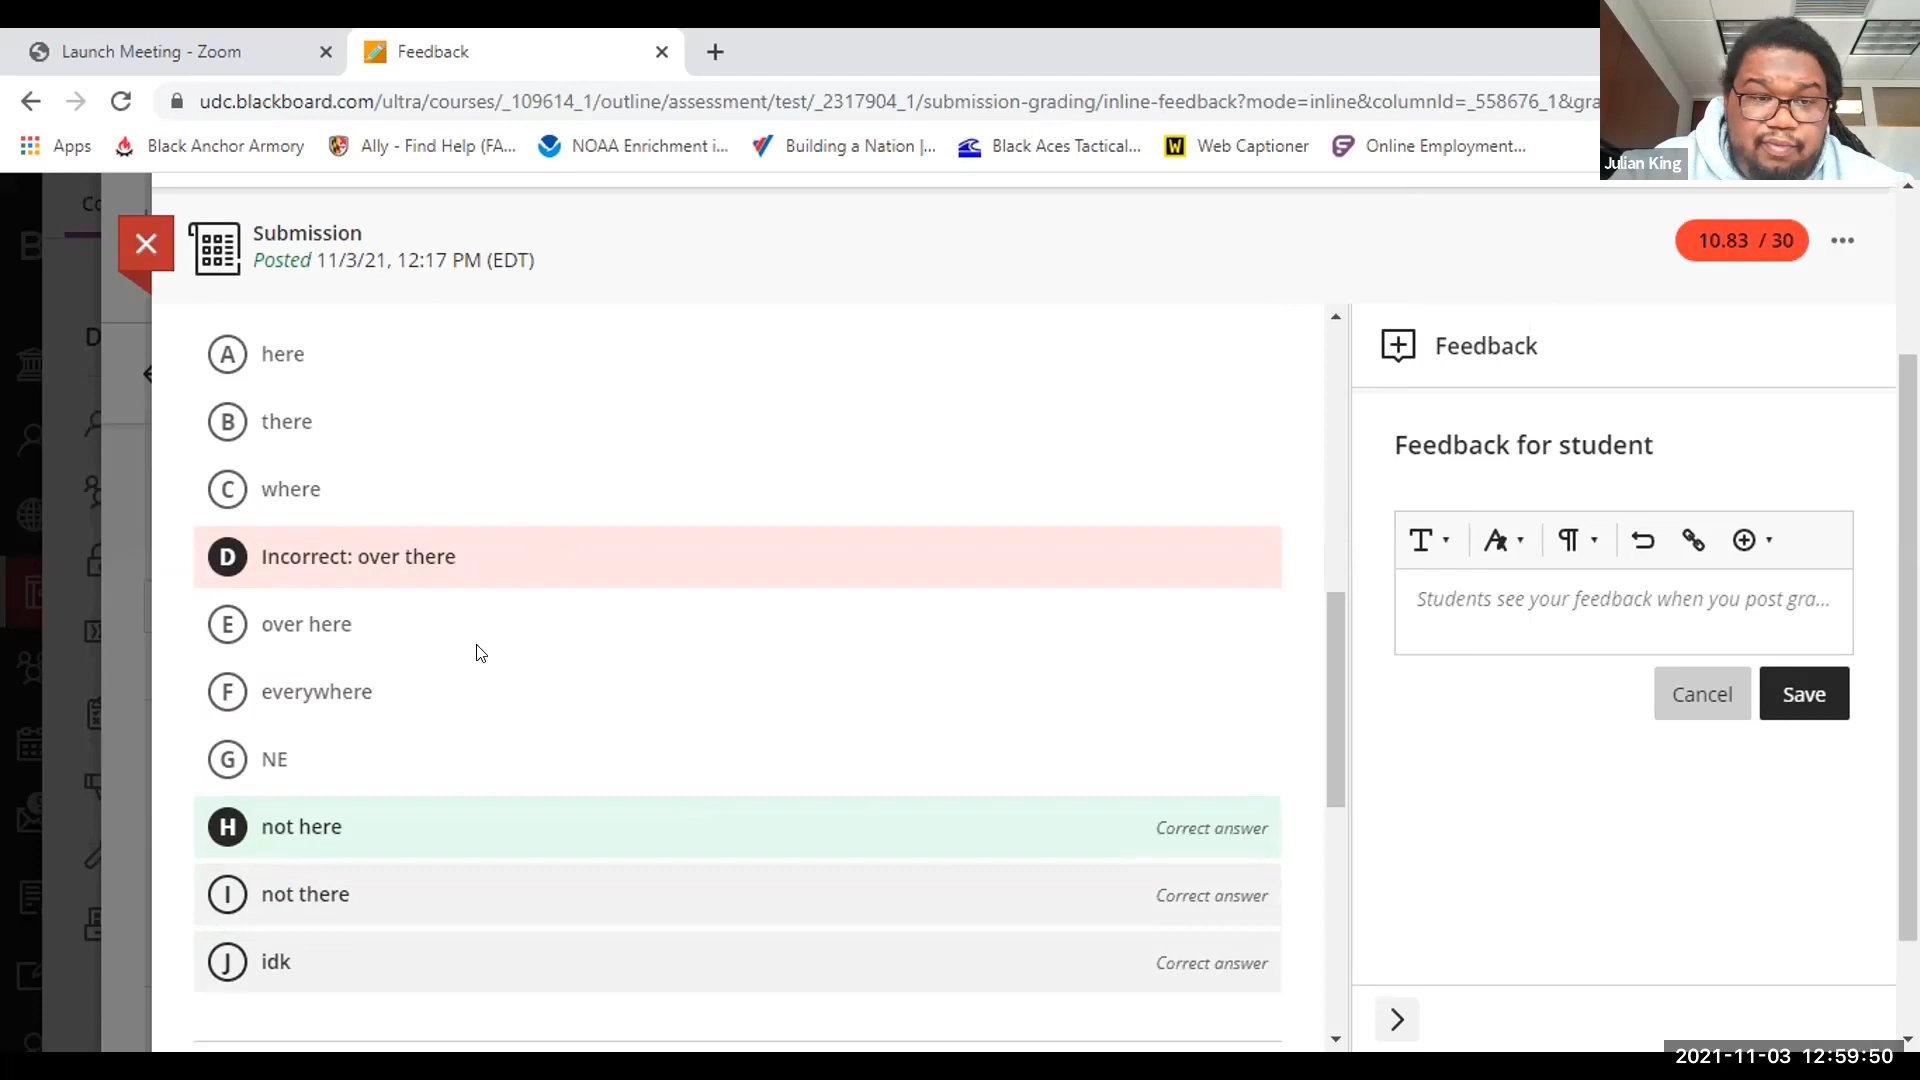 Launch Meeting - Zoom
Feedback
udc.blackboard.com/ultra/courses/_109614_1/outline/assessment/test/_2317904_1/submission-grading/inline-feedback?mode=inline&columnId=_558676_1&gra
Apps
Black Anchor Armory
Ally - Find Help (FA...
NOAA Enrichment i...
Building a Nation |...
Black Aces Tactical...
W
Web Captioner
Online Employment...
Julian King
Submission
Posted 11/3/21, 12:17 PM (EDT)
10.83 / 30
A here
B there
C where
D Incorrect: over there
E over here
F everywhere
G NE
H not here Correct answer
I not there Correct answer
J idk Correct answer
Feedback
Feedback for student
Students see your feedback when you post gra...
Cancel
Save
2021-11-03 12:59:50